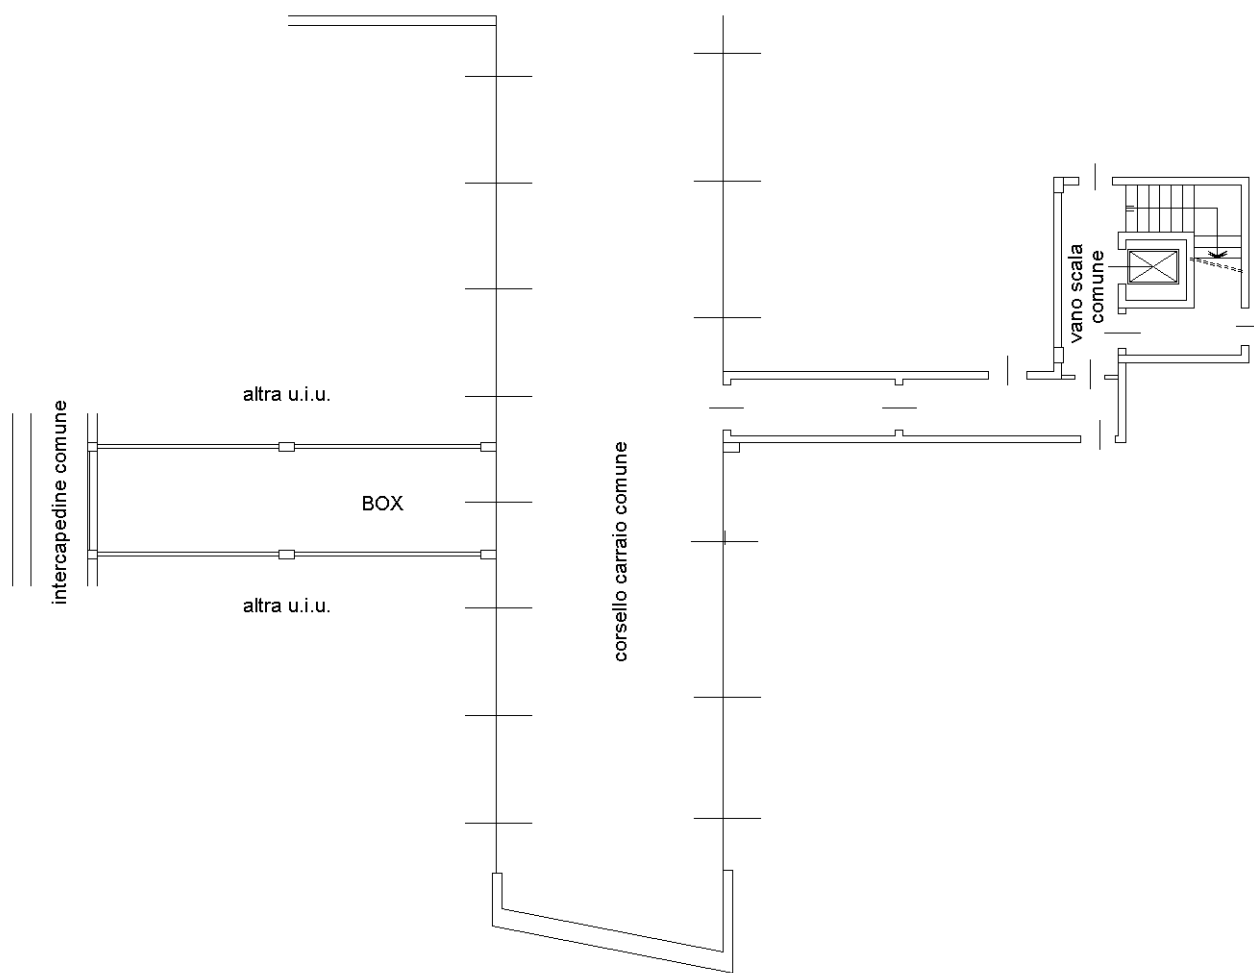 vano scala
comune
altra u.i.u.
intercapedine comune
BOX
corsello carraio comune
altra u.i.u.